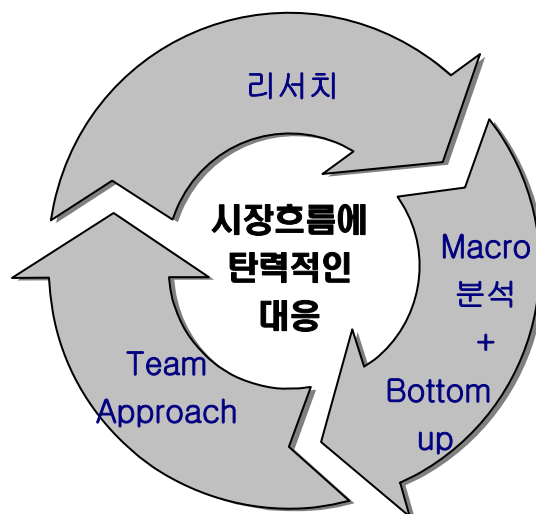 리서치
시장흐름에
탄력적인
대응
Macro
분석
+
Bottom
up
Team
Approach